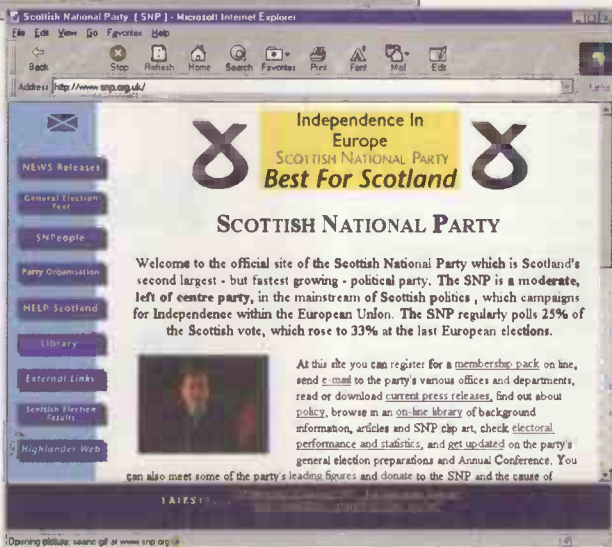 Scottish National Party [ SNP ] - Microsoft Internet Explorer
File Edit View Go Favorites Help
Back Stop Refresh Home Search Favorites Print Font Mail Edit
Address http://www.snp.org.uk/ Links
Independence In
Europe
SCOTTISH NATIONAL PARTY
Best For Scotland
NEWS Releases
General Election
Year
SNPeople
Party Organisation
HELP Scotland
Library
External Links
Scottish Election
Results
Highlander Web
SCOTTISH NATIONAL PARTY
Welcome to the official site of the Scottish National Party which is Scotland's
second largest - but fastest growing - political party. The SNP is a moderate,
left of centre party, in the mainstream of Scottish politics , which campaigns
for Independence within the European Union. The SNP regularly polls 25% of
the Scottish vote, which rose to 33% at the last European elections.
At this site you can register for a membership pack on line,
send e-mail to the party's various offices and departments,
read or download current press releases, find out about
policy, browse in an on-line library of background
information, articles and SNP clip art, check electoral
performance and statistics, and get updated on the party's
general election preparations and Annual Conference. You
can also meet some of the party's leading figures and donate to the SNP and the cause of
Opening picture: seanc.gif at www.snp.org